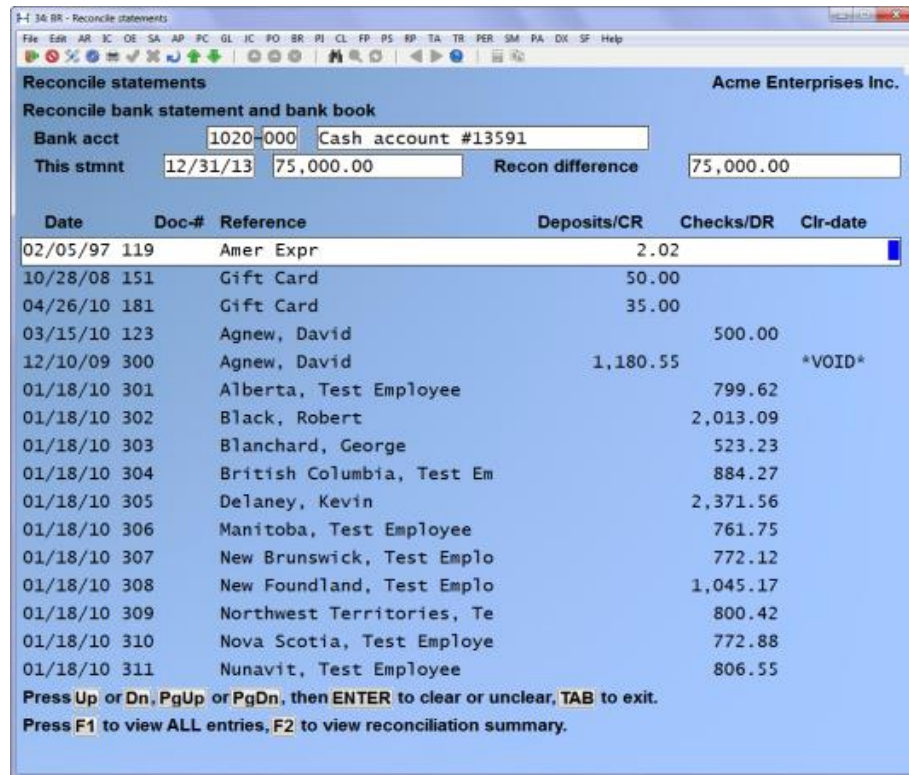 34: BR - Reconcile statements
File Edit AR IC OE SA AP PC GL JC PO BR PI CL FP PS RP TA TR PER SM PA DX SF Help
Reconcile statements Acme Enterprises Inc.
Reconcile bank statement and bank book
Bank acct 1020-000 Cash account #13591
This stmnt 12/31/13 75,000.00 Recon difference 75,000.00
Date Doc-# Reference Deposits/CR Checks/DR Clr-date
02/05/97 119 Amer Expr 2.02
10/28/08 151 Gift Card 50.00
04/26/10 181 Gift Card 35.00
03/15/10 123 Agnew, David 500.00
12/10/09 300 Agnew, David 1,180.55 *VOID*
01/18/10 301 Alberta, Test Employee 799.62
01/18/10 302 Black, Robert 2,013.09
01/18/10 303 Blanchard, George 523.23
01/18/10 304 British Columbia, Test Em 884.27
01/18/10 305 Delaney, Kevin 2,371.56
01/18/10 306 Manitoba, Test Employee 761.75
01/18/10 307 New Brunswick, Test Emplo 772.12
01/18/10 308 New Foundland, Test Emplo 1,045.17
01/18/10 309 Northwest Territories, Te 800.42
01/18/10 310 Nova Scotia, Test Employe 772.88
01/18/10 311 Nunavit, Test Employee 806.55
Press Up or Dn, PgUp or PgDn, then ENTER to clear or unclear, TAB to exit.
Press F1 to view ALL entries, F2 to view reconciliation summary.